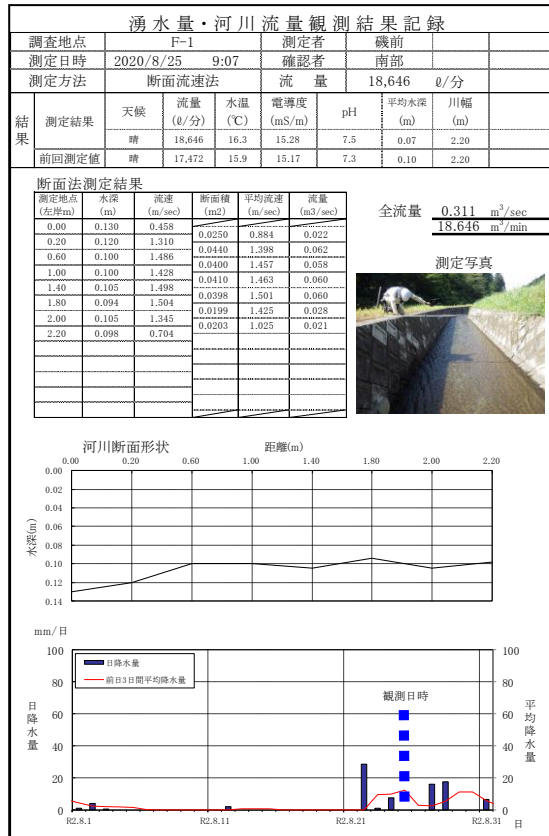 湧水量・河川流量観測結果記録
調査地点 F-1 測定者 磯前
測定日時 2020/8/25 9:07 確認者 南部
測定方法 断面流速法 流量 18,646 ℓ/分
結果 測定結果 天候 流量(ℓ/分) 水温(℃) 電導度(mS/m) pH 平均水深(m) 川幅(m)
晴 18,646 16.3 15.28 7.5 0.07 2.20
前回測定値 晴 17,472 15.9 15.17 7.3 0.10 2.20
断面法測定結果
測定地点(左岸m) 水深(m) 流速(m/sec) 断面積(m2) 平均流速(m/sec) 流量(m3/sec)
0.00 0.130 0.458
0.0250 0.884 0.022
0.20 0.120 1.310
0.0440 1.398 0.062
0.60 0.100 1.486
0.0400 1.457 0.058
1.00 0.100 1.428
0.0410 1.463 0.060
1.40 0.105 1.498
0.0398 1.501 0.060
1.80 0.094 1.504
0.0199 1.425 0.028
2.00 0.105 1.345
0.0203 1.025 0.021
2.20 0.098 0.704
全流量 0.311 m³/sec
18.646 m³/min
測定写真
河川断面形状 距離(m)
0.00 0.20 0.60 1.00 1.40 1.80 2.00 2.20
水深(m)
0.00
0.02
0.04
0.06
0.08
0.10
0.12
0.14
mm/日
日降水量
前日3日間平均降水量
観測日時
日降水量
100
80
60
40
20
0
平均降水量
100
80
60
40
20
0
R2.8.1 R2.8.11 R2.8.21 R2.8.31 日